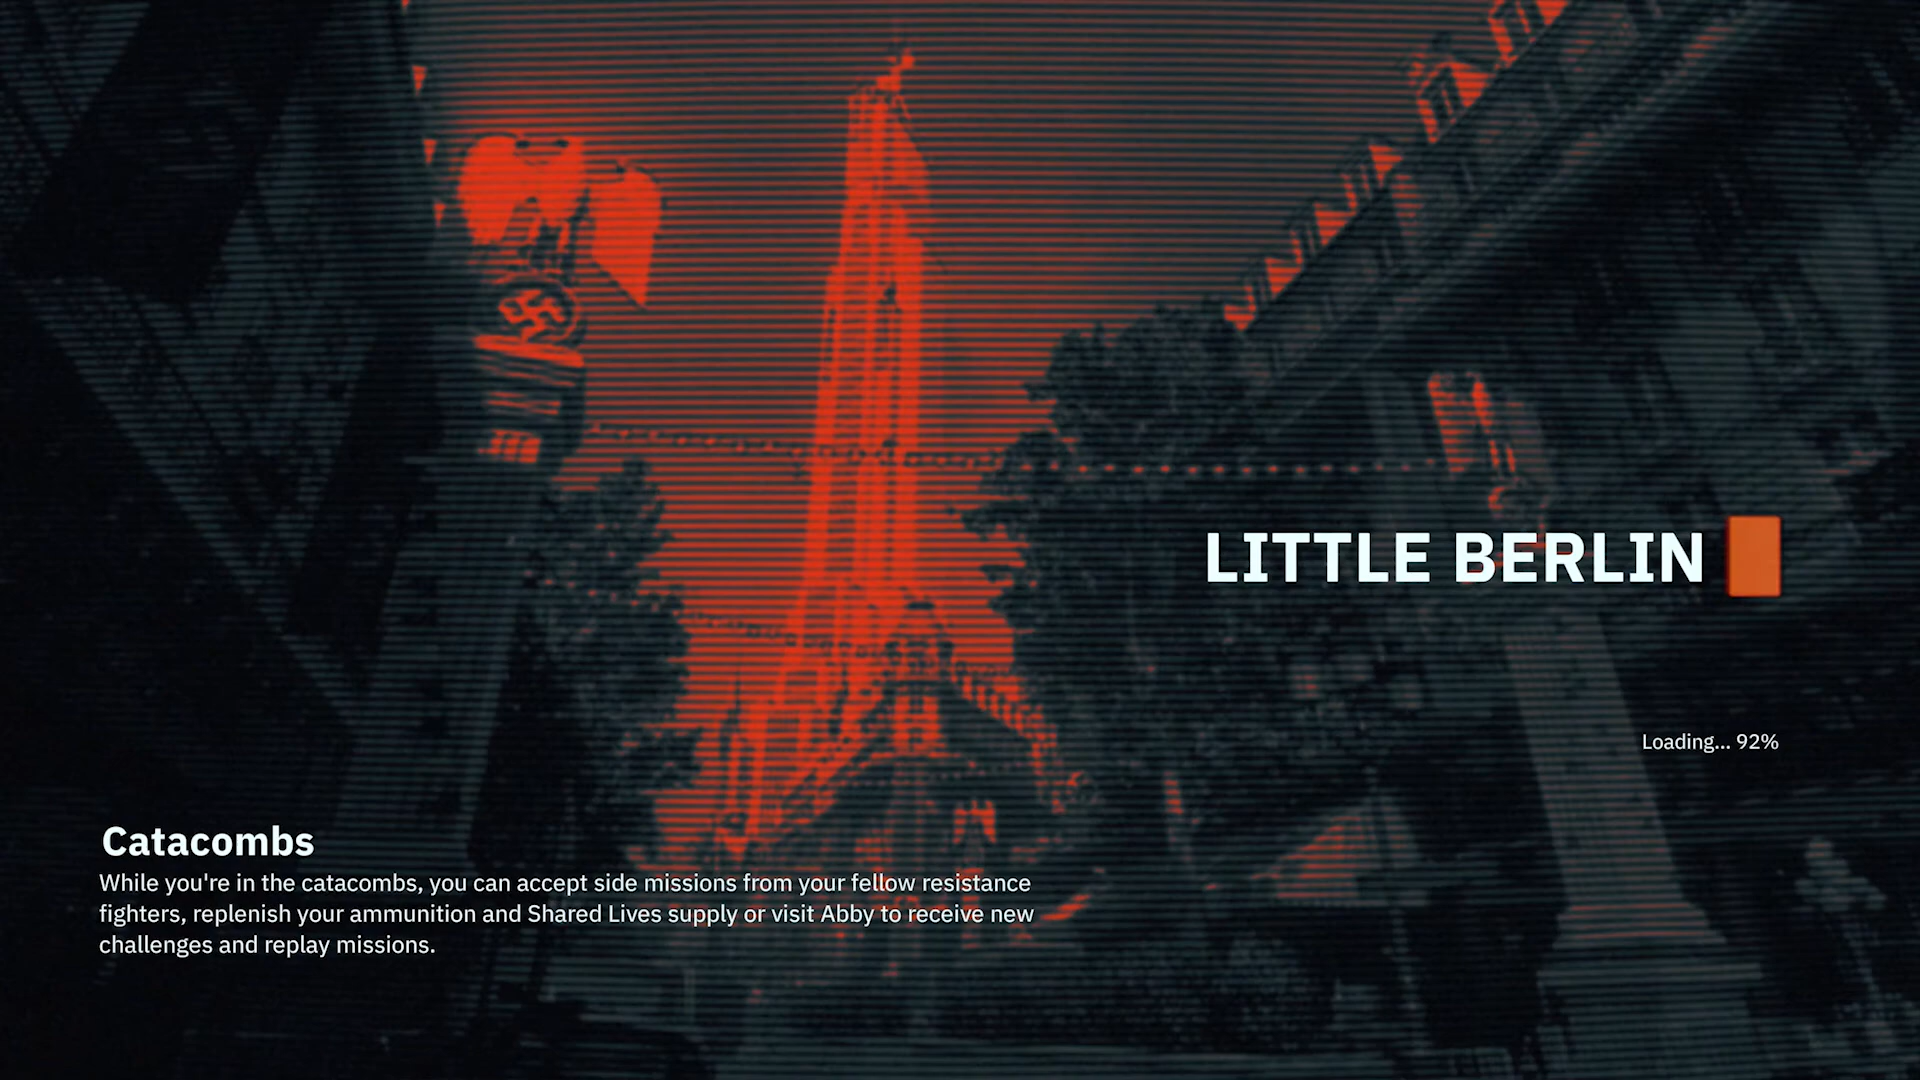 LITTLE BERLIN
Loading... 92%
Catacombs
While you're in the catacombs, you can accept side missions from your fellow resistance
fighters, replenish your ammunition and Shared Lives supply or visit Abby to receive new
challenges and replay missions.